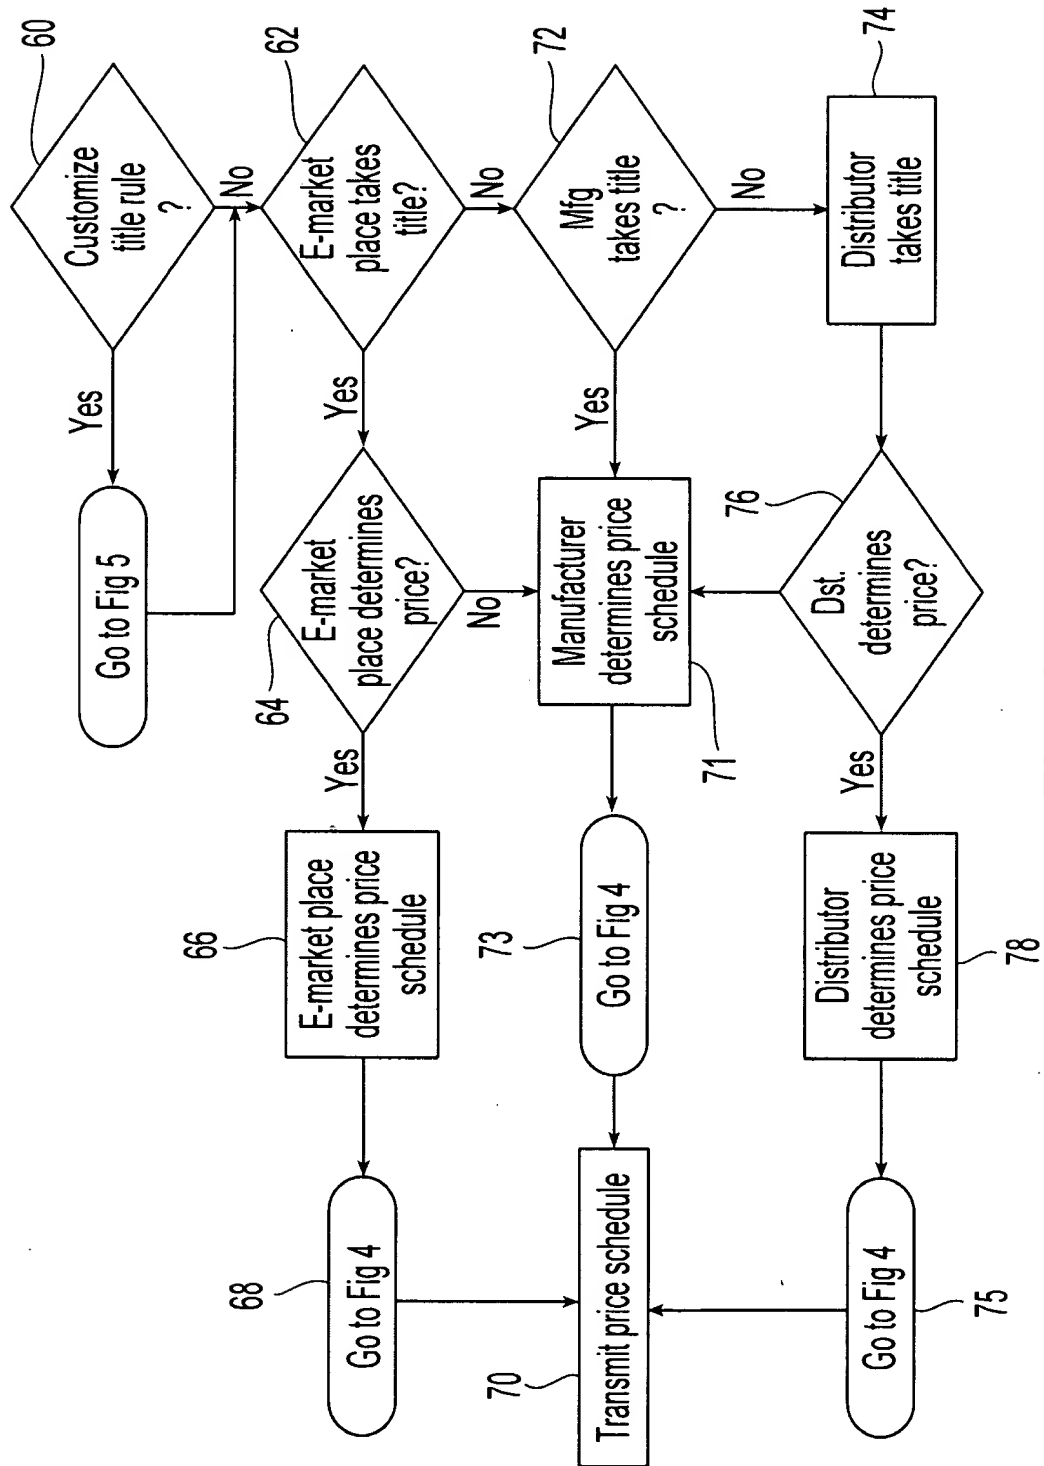 60
Customize
title rule
?
Yes
No
Go to Fig 5
62
E-market
place takes
title?
Yes
No
64
E-market
place determines
price?
Yes
No
66
E-market place
determines price
schedule
68
Go to Fig 4
72
Mfg
takes title
?
Yes
No
Manufacturer
determines price
schedule
71
73
Go to Fig 4
70
Transmit price schedule
74
Distributor
takes title
76
Dst.
determines
price?
Yes
Distributor
determines price
schedule
78
Go to Fig 4
75